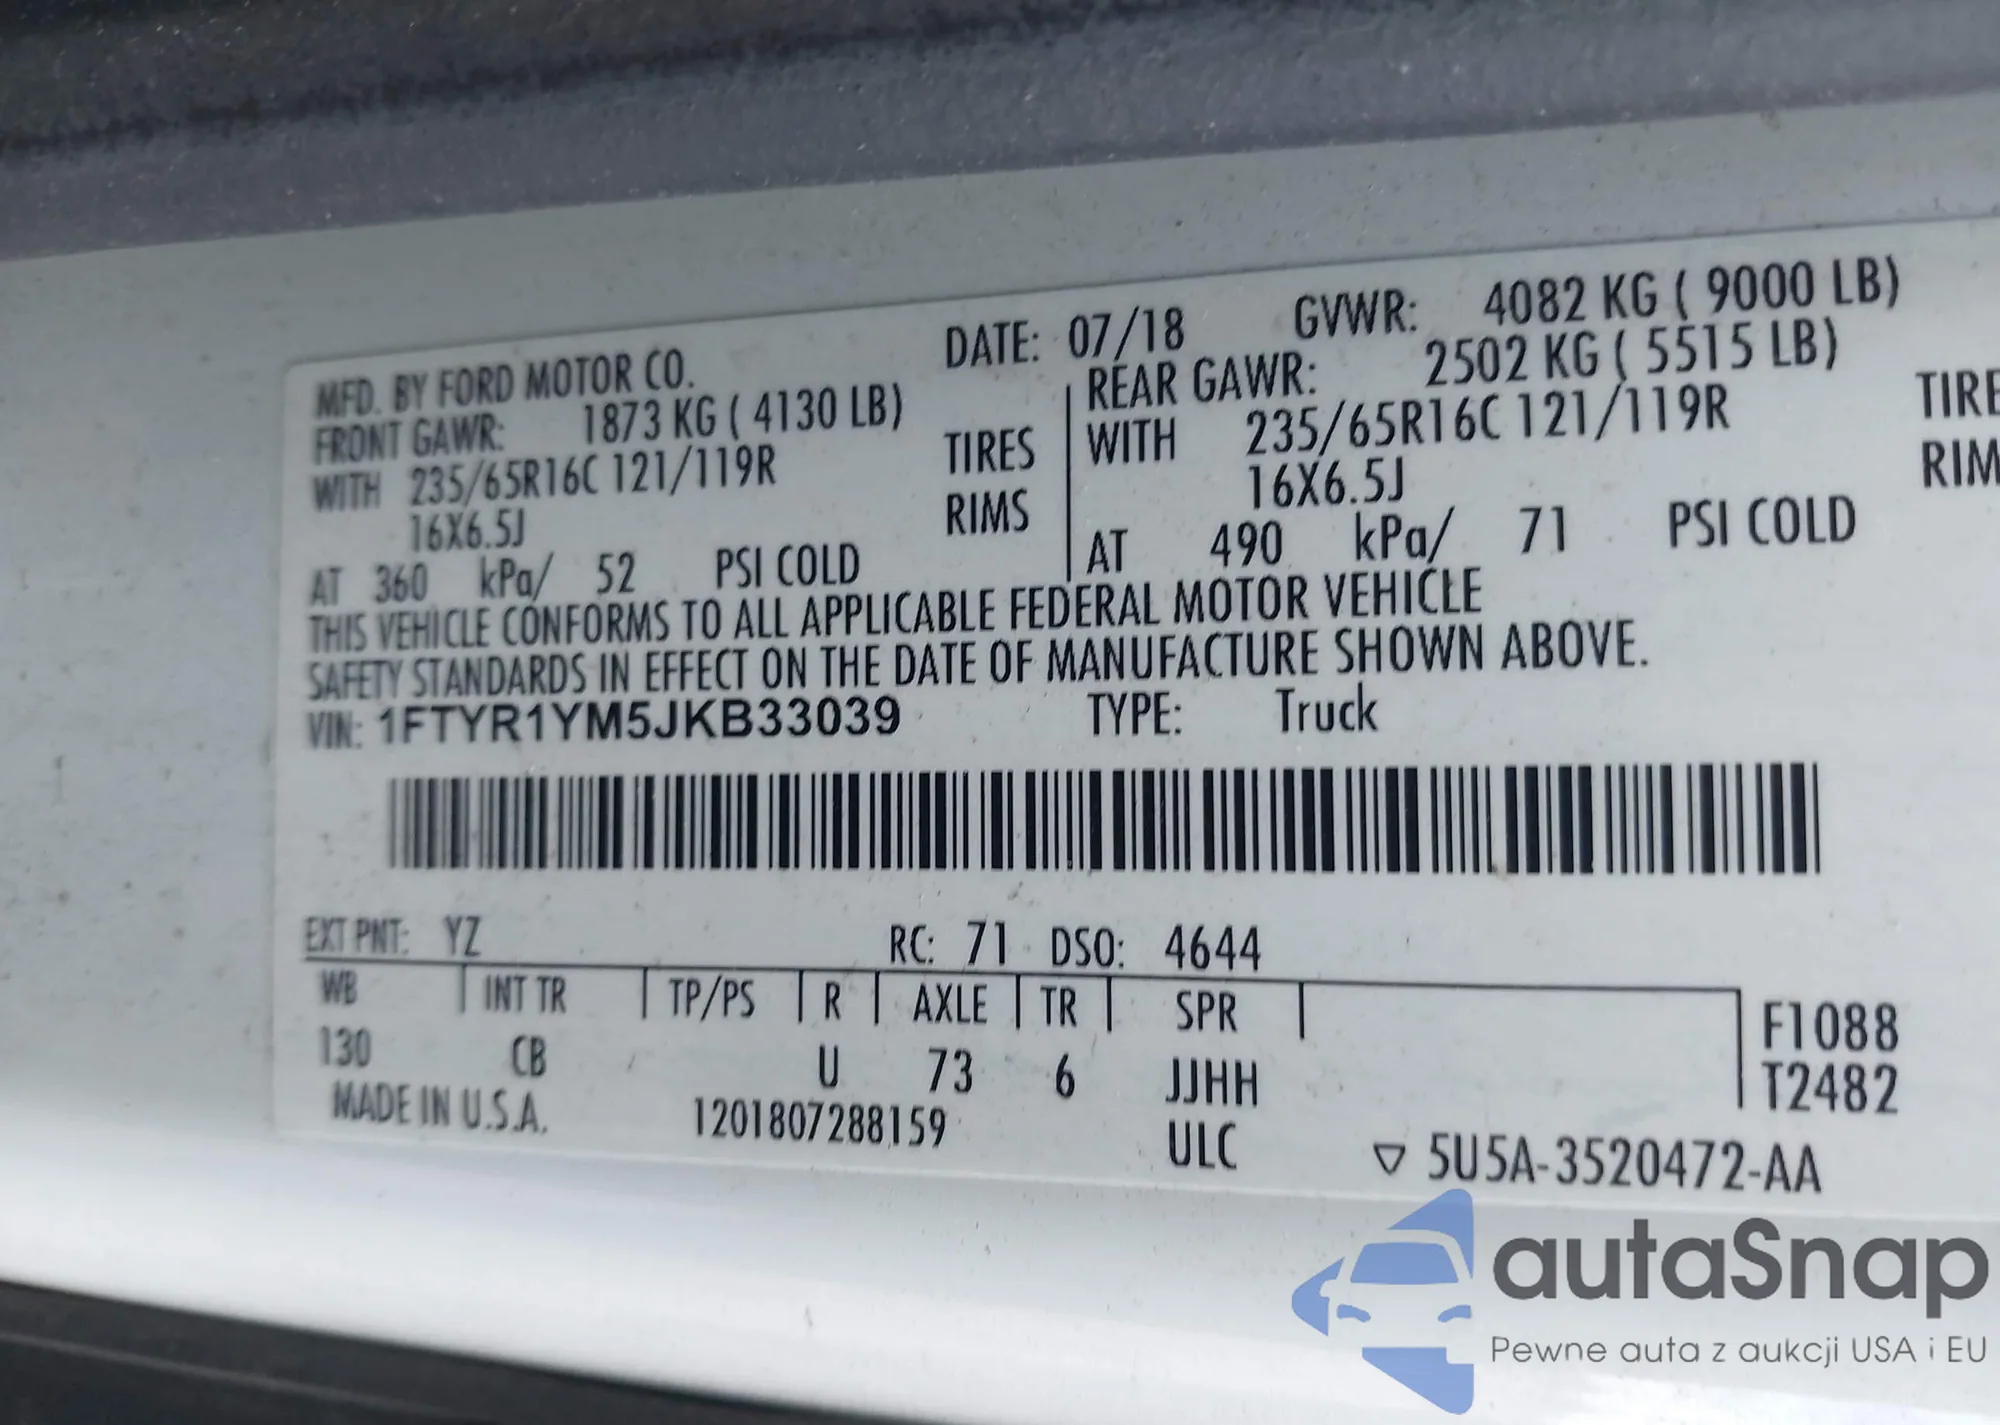 MFD. BY FORD MOTOR CO. DATE: 07/18 GVWR: 4082 KG ( 9000 LB)
FRONT GAWR: 1873 KG ( 4130 LB) REAR GAWR: 2502 KG ( 5515 LB)
WITH 235/65R16C 121/119R TIRES WITH 235/65R16C 121/119R TIRE
16X6.5J RIMS 16X6.5J RIM
AT 360 kPa/ 52 PSI COLD AT 490 kPa/ 71 PSI COLD
THIS VEHICLE CONFORMS TO ALL APPLICABLE FEDERAL MOTOR VEHICLE
SAFETY STANDARDS IN EFFECT ON THE DATE OF MANUFACTURE SHOWN ABOVE.
VIN: 1FTYR1YM5JKB33039 TYPE: Truck
EXT PNT: YZ RC: 71 DSO: 4644
WB INT TR TP/PS R AXLE TR SPR F1088
130 CB U 73 6 JJHH T2482
MADE IN U.S.A. 1201807288159 ULC ▽ 5U5A-3520472-AA
autaSnap
Pewne auta z aukcji USA i EU